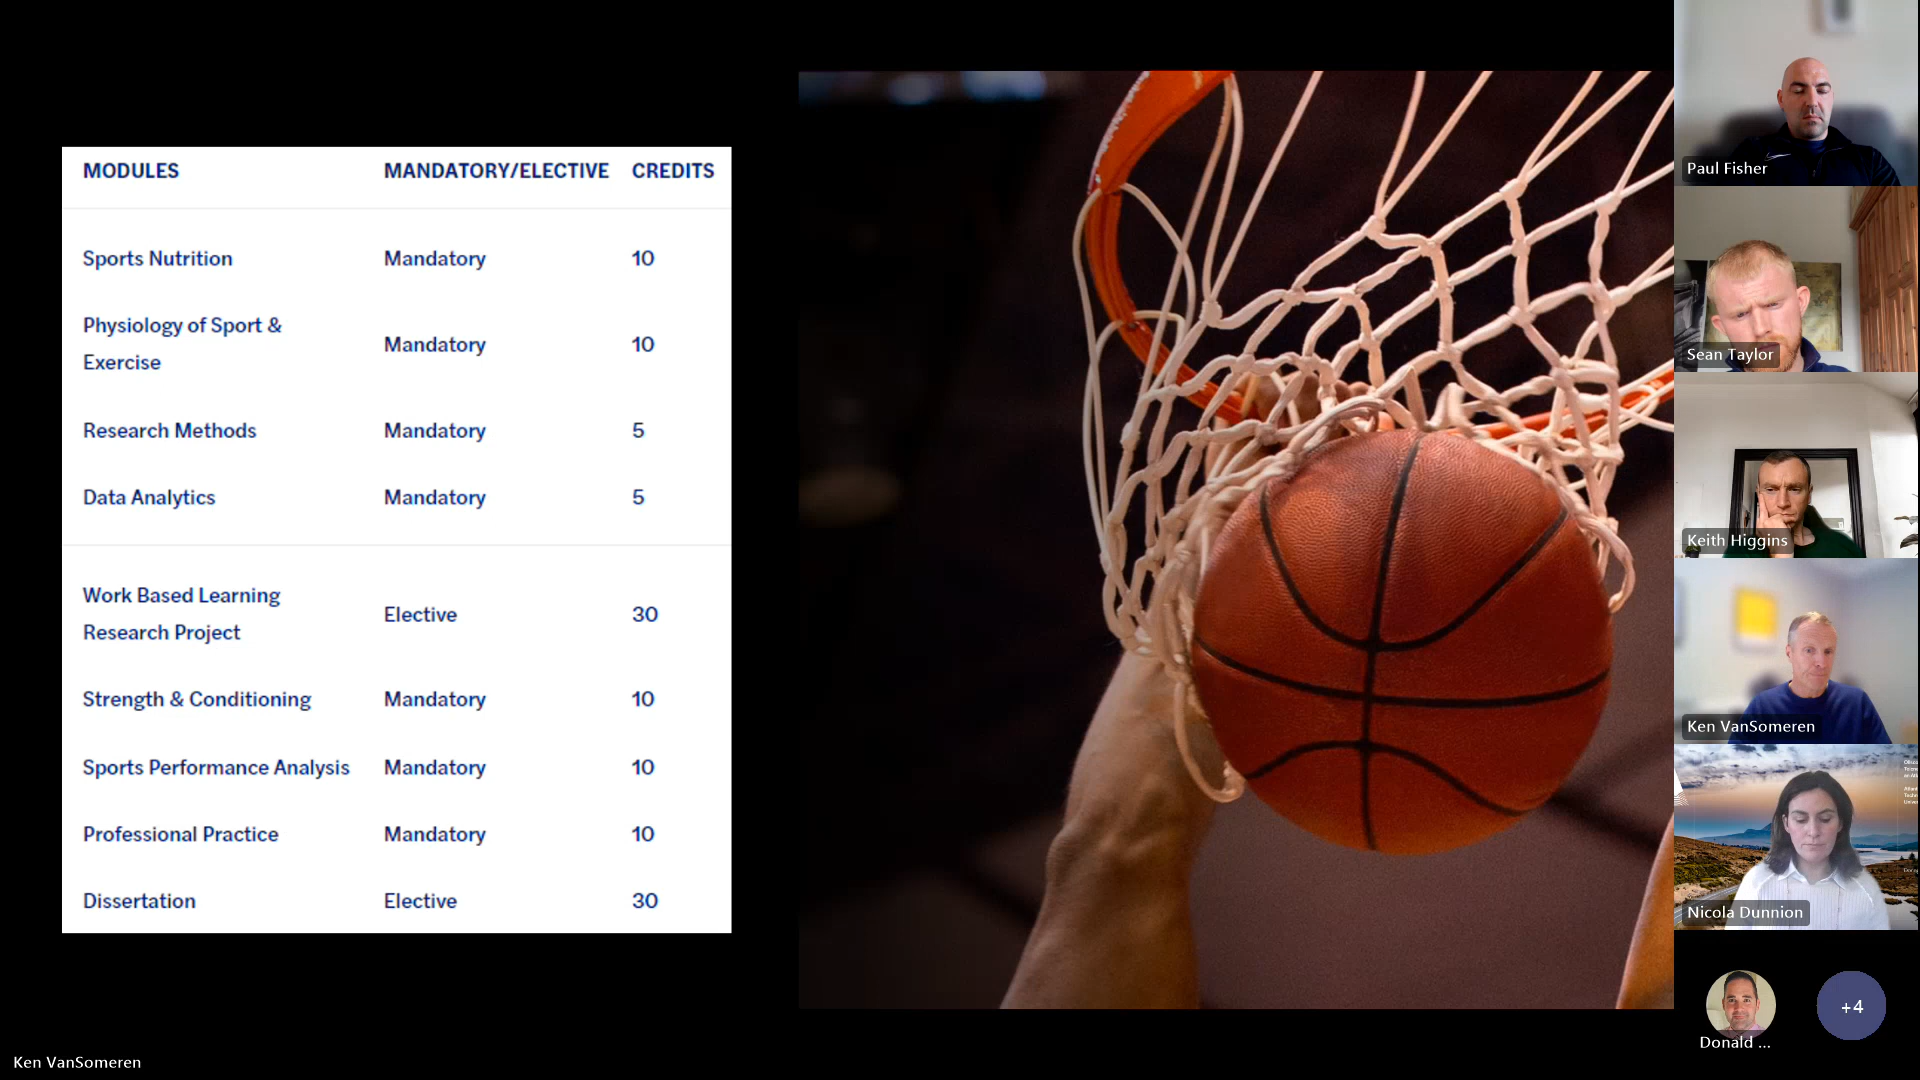 MODULES MANDATORY/ELECTIVE CREDITS
Sports Nutrition Mandatory 10
Physiology of Sport &
Exercise Mandatory 10
Research Methods Mandatory 5
Data Analytics Mandatory 5
Work Based Learning
Research Project Elective 30
Strength & Conditioning Mandatory 10
Sports Performance Analysis Mandatory 10
Professional Practice Mandatory 10
Dissertation Elective 30
Paul Fisher
Sean Taylor
Keith Higgins
Ken VanSomeren
Nicola Dunnion
Donald ...
+4
Ken VanSomeren